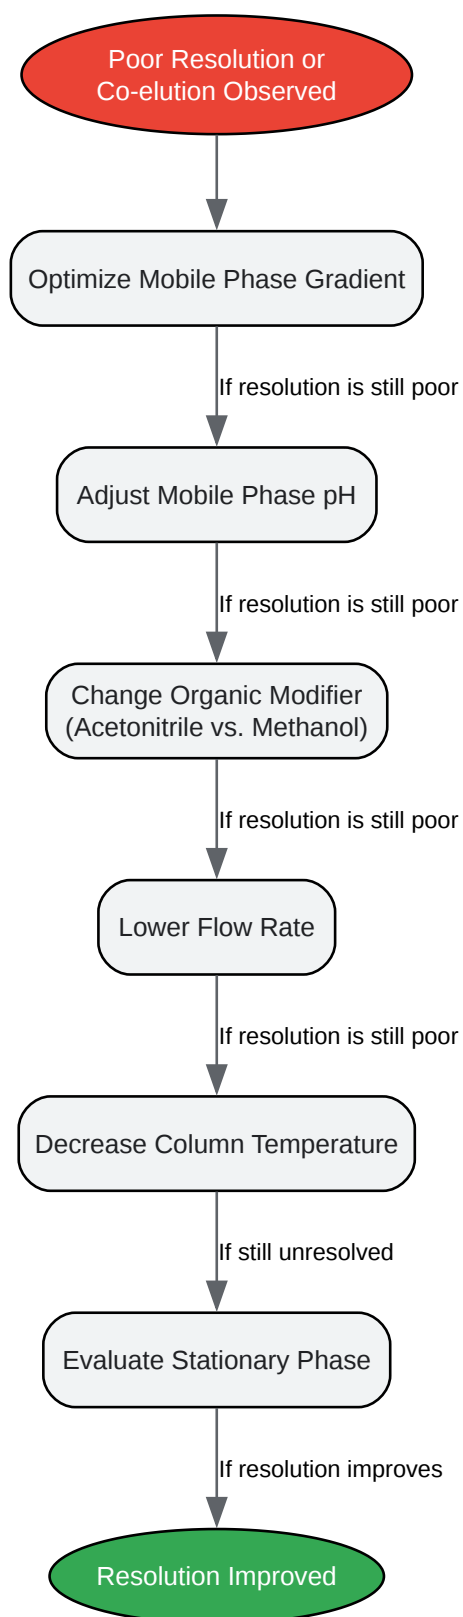 Poor Resolution or
Co-elution Observed
Optimize Mobile Phase Gradient
If resolution is still poor
Adjust Mobile Phase pH
If resolution is still poor
Change Organic Modifier
(Acetonitrile vs. Methanol)
If resolution is still poor
Lower Flow Rate
If resolution is still poor
Decrease Column Temperature
If still unresolved
Evaluate Stationary Phase
If resolution improves
Resolution Improved